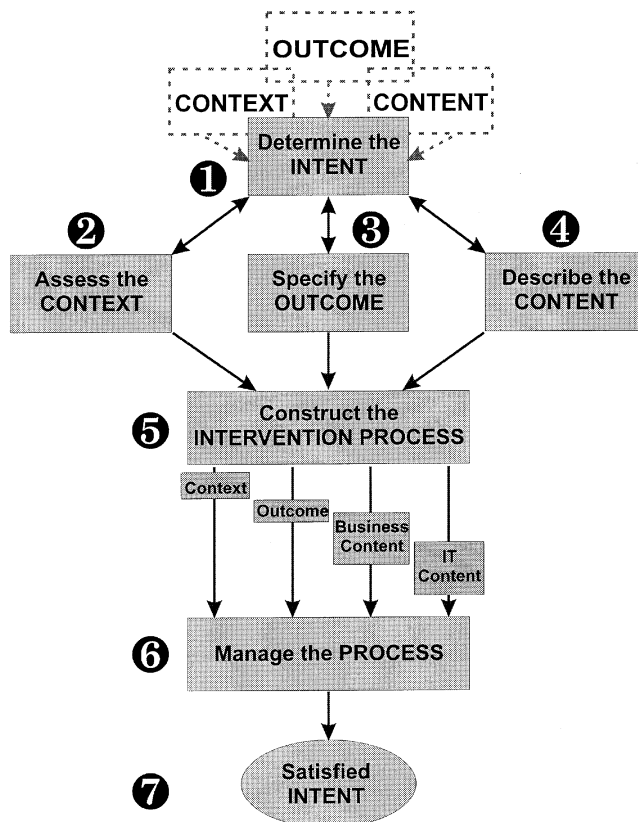 OUTCOME
CONTEXT
CONTENT
Determine the
INTENT
1
2
3
4
Assess the
CONTEXT
Specify the
OUTCOME
Describe the
CONTENT
5
Construct the
INTERVENTION PROCESS
Context
Outcome
Business
Content
IT
Content
6
Manage the PROCESS
7
Satisfied
INTENT